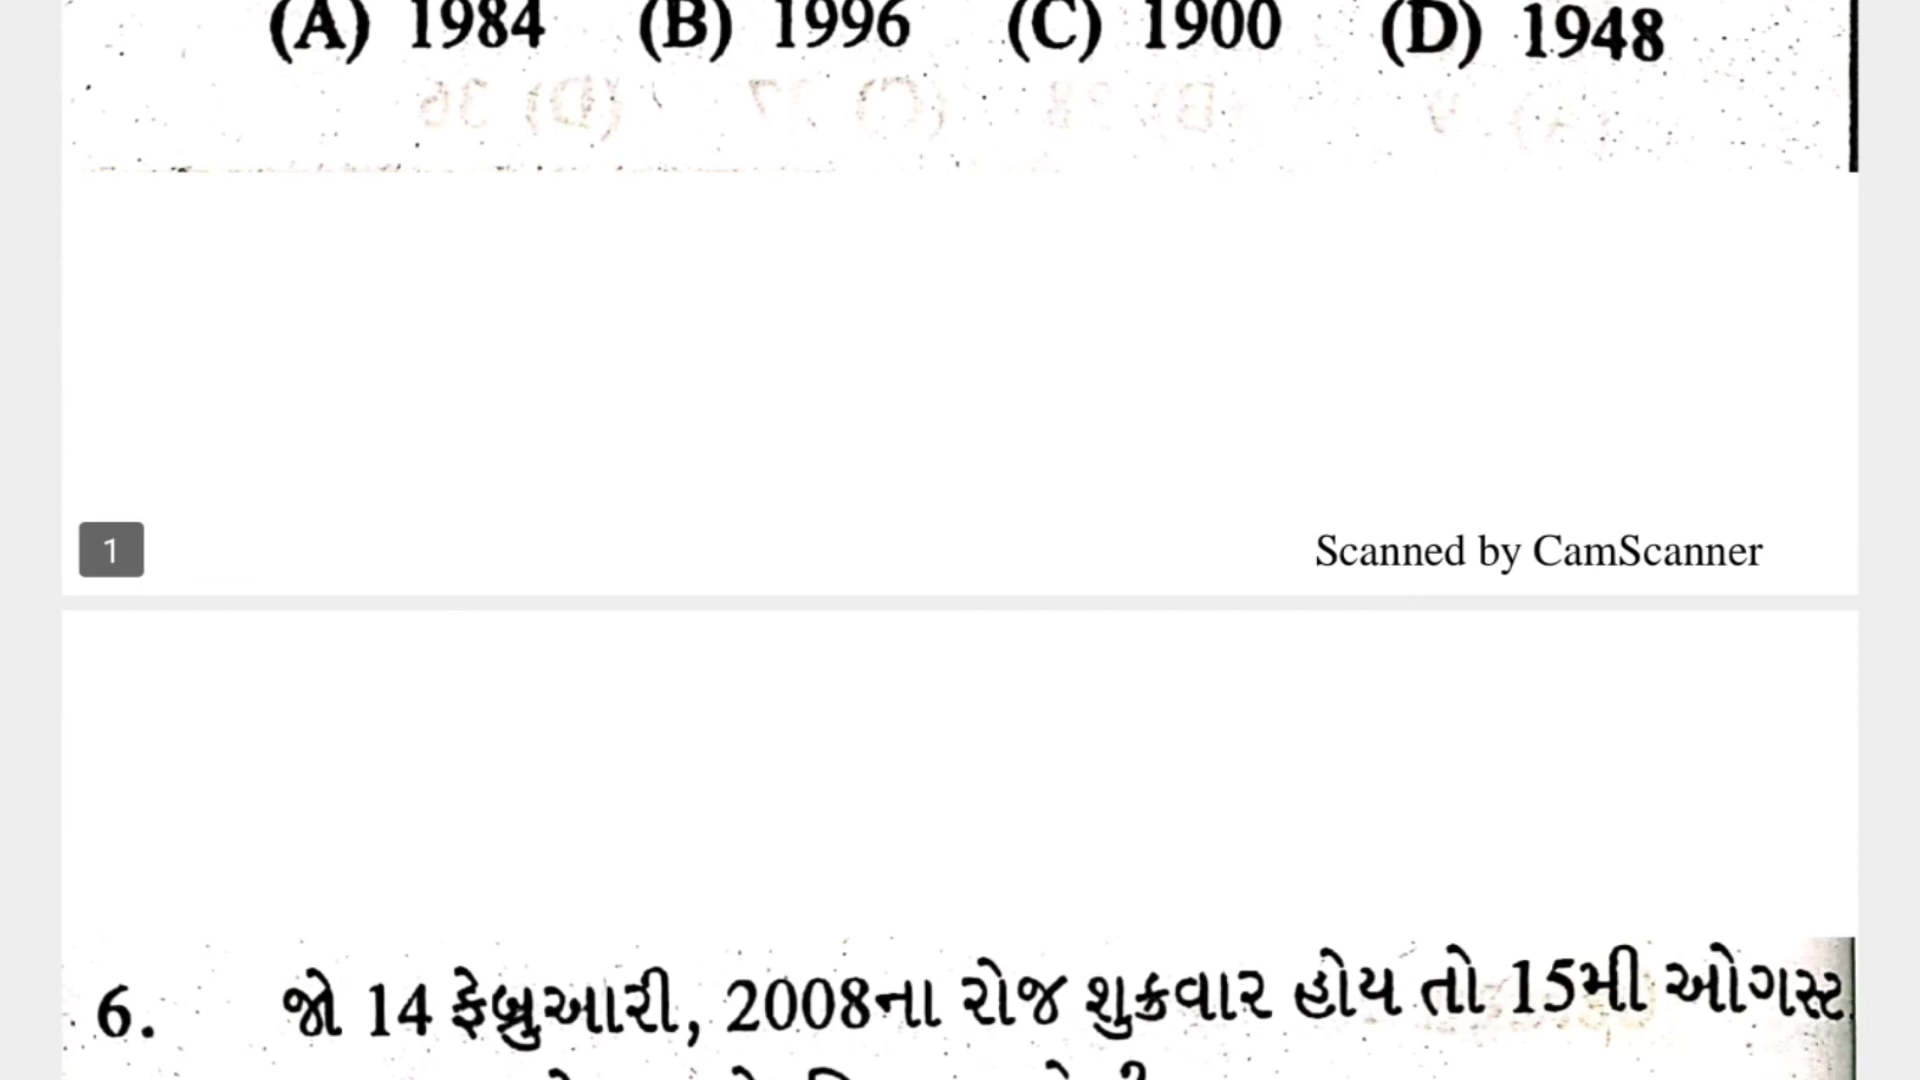 (A) 1984 (B) 1996 (C) 1900 (D) 1948
1
Scanned by CamScanner
6. જો 14 ફેબ્રુઆરી, 2008ના રોજ શુક્રવાર હોય તો 15મી ઓગસ્ટ